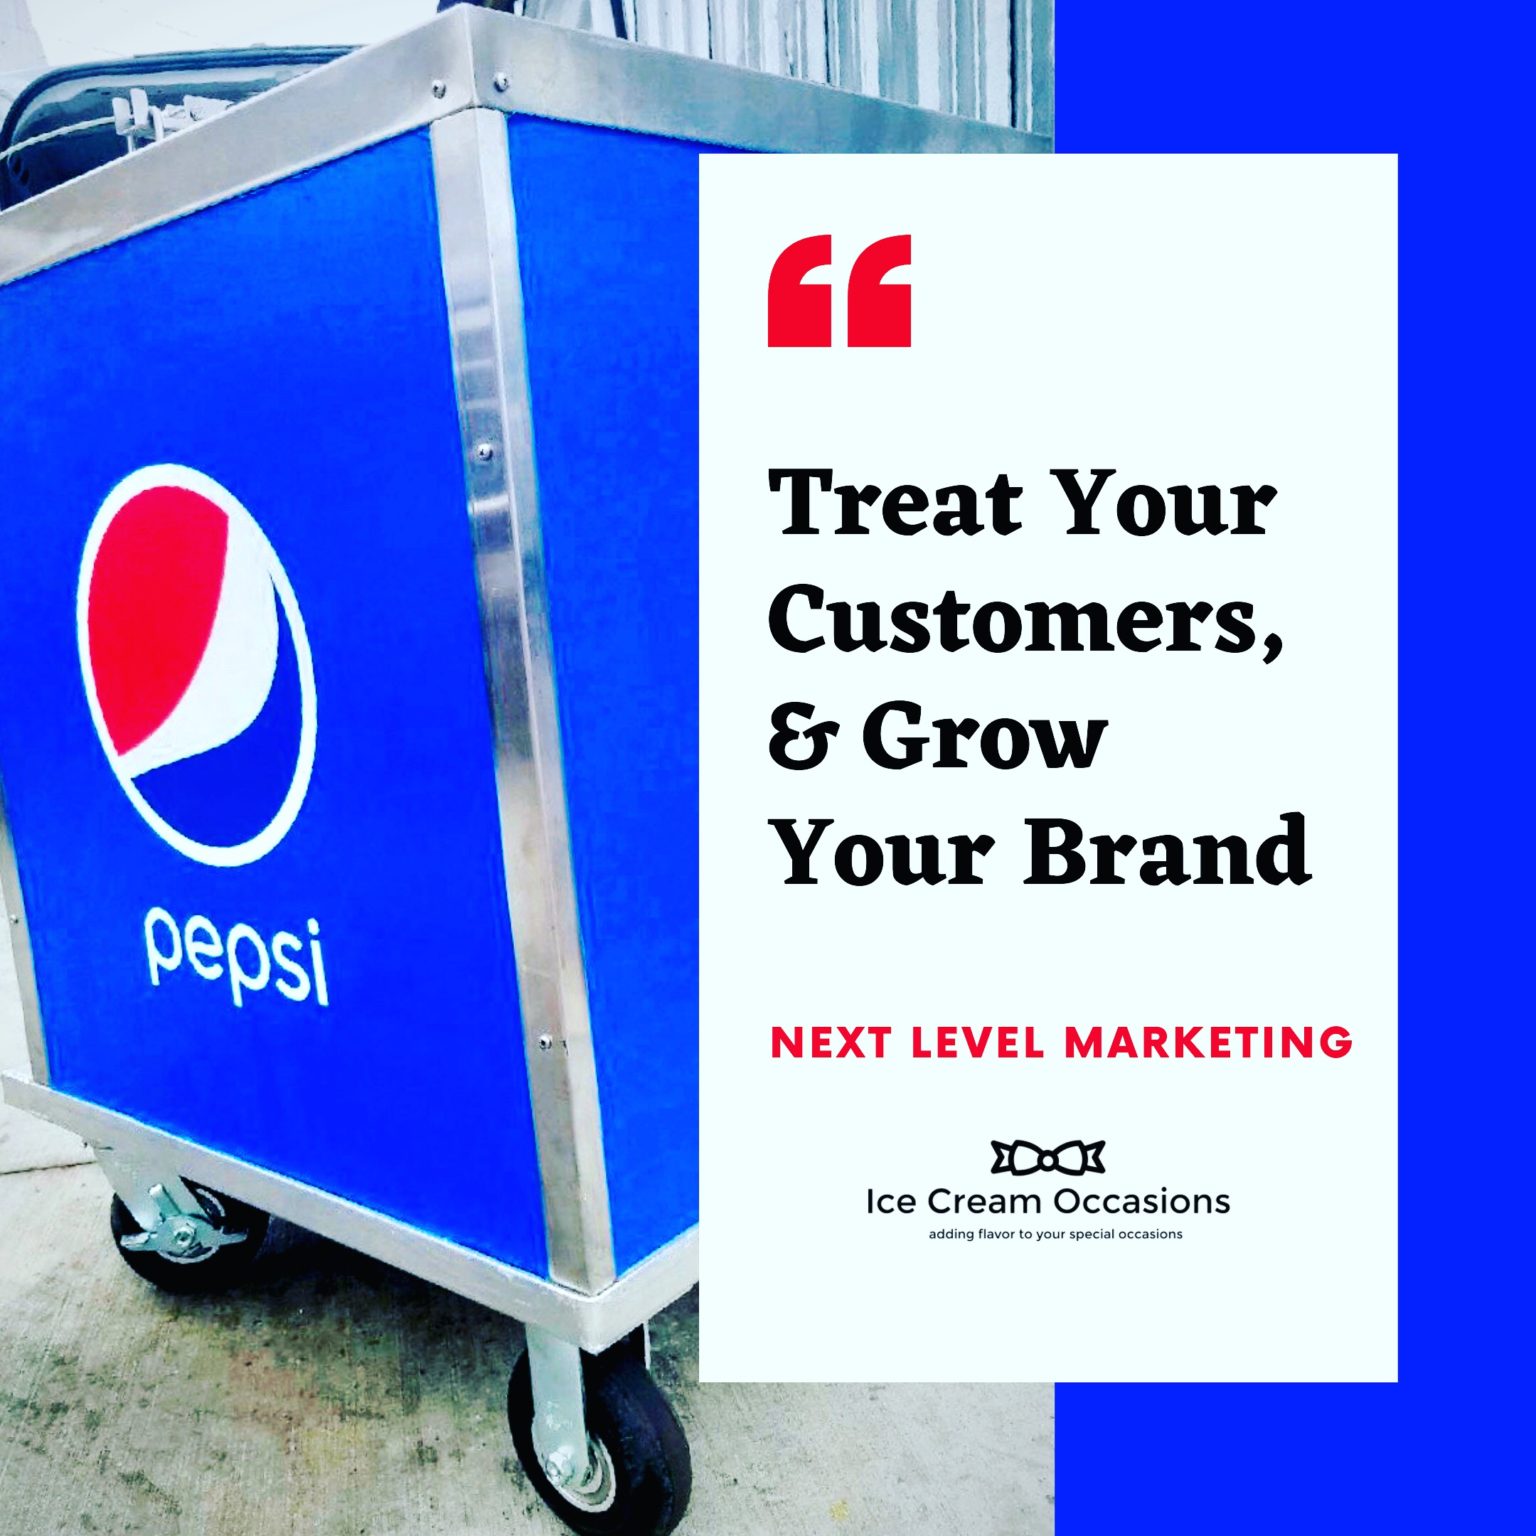 pepsi
“
Treat Your
Customers,
& Grow
Your Brand
NEXT LEVEL MARKETING
Ice Cream Occasions
adding flavor to your special occasions